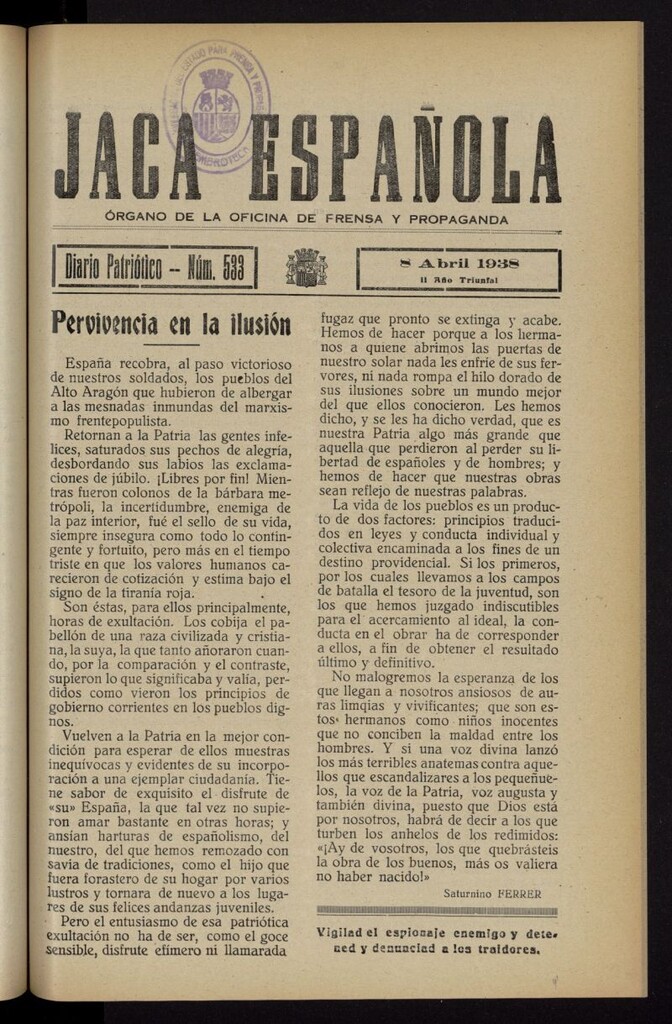 ESTADO PARA PRENSA Y
JACA ESPAÑOLA
ÓRGANO DE LA OFICINA DE FRENSA Y PROPAGANDA
Diario Patriótico -- Núm. 533
8 Abril 1938
II Año Triunfal
Pervivencia en la ilusión
España recobra, al paso victorioso
de nuestros soldados, los pueblos del
Alto Aragón que hubieron de albergar
a las mesnadas inmundas del marxis-
mo frentepopulista.
Retornan a la Patria las gentes infe-
lices, saturados sus pechos de alegría,
desbordando sus labios las exclama-
ciones de júbilo. ¡Libres por fin! Mien-
tras fueron colonos de la bárbara me-
trópoli, la incertidumbre, enemiga de
la paz interior, fué el sello de su vida,
siempre insegura como todo lo contin-
gente y fortuito, pero más en el tiempo
triste en que los valores humanos ca-
recieron de cotización y estima bajo el
signo de la tiranía roja.
Son éstas, para ellos principalmente,
horas de exultación. Los cobija el pa-
bellón de una raza civilizada y cristia-
na, la suya, la que tanto añoraron cuan-
do, por la comparación y el contraste,
supieron lo que significaba y valía, per-
didos como vieron los principios de
gobierno corrientes en los pueblos dig-
nos.
Vuelven a la Patria en la mejor con-
dición para esperar de ellos muestras
inequívocas y evidentes de su incorpo-
ración a una ejemplar ciudadanía. Tie-
ne sabor de exquisito el disfrute de
«su» España, la que tal vez no supie-
ron amar bastante en otras horas; y
ansían harturas de españolismo, del
nuestro, del que hemos remozado con
savia de tradiciones, como el hijo que
fuera forastero de su hogar por varios
lustros y tornara de nuevo a los luga-
res de sus felices andanzas juveniles.
Pero el entusiasmo de esa patriótica
exultación no ha de ser, como el goce
sensible, disfrute efímero ni llamarada
fugaz que pronto se extinga y acabe.
Hemos de hacer porque a los herma-
nos a quiene abrimos las puertas de
nuestro solar nada les enfríe de sus fer-
vores, ni nada rompa el hilo dorado de
sus ilusiones sobre un mundo mejor
del que ellos conocieron. Les hemos
dicho, y se les ha dicho verdad, que es
nuestra Patria algo más grande que
aquella que perdieron al perder su li-
bertad de españoles y de hombres; y
hemos de hacer que nuestras obras
sean reflejo de nuestras palabras.
La vida de los pueblos es un produc-
to de dos factores: principios traduci-
dos en leyes y conducta individual y
colectiva encaminada a los fines de un
destino providencial. Si los primeros,
por los cuales llevamos a los campos
de batalla el tesoro de la juventud, son
los que hemos juzgado indiscutibles
para el acercamiento al ideal, la con-
ducta en el obrar ha de corresponder
a ellos, a fin de obtener el resultado
último y definitivo.
No malogremos la esperanza de los
que llegan a nosotros ansiosos de au-
ras limqias y vivificantes; que son es-
tos hermanos como niños inocentes
que no conciben la maldad entre los
hombres. Y si una voz divina lanzó
los más terribles anatemas contra aque-
llos que escandalizares a los pequeñue-
los, la voz de la Patria, voz augusta y
también divina, puesto que Dios está
por nosotros, habrá de decir a los que
turben los anhelos de los redimidos:
«¡Ay de vosotros, los que quebrásteis
la obra de los buenos, más os valiera
no haber nacido!»
Saturnino FERRER
Vigilad el espionaje enemigo y dete-
ned y denunciad a los traidores.